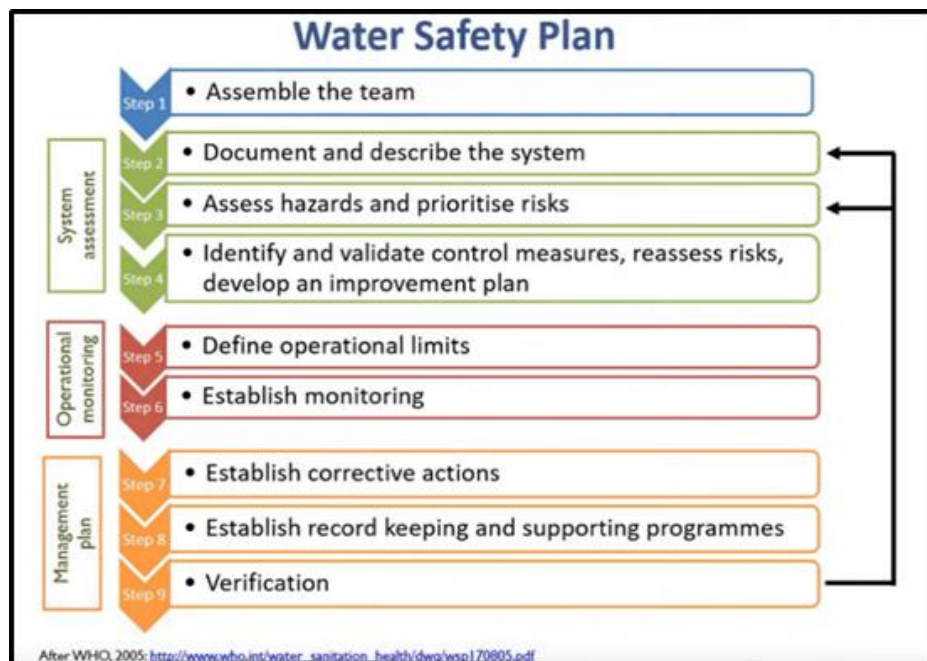 Water Safety Plan
Step 1
• Assemble the team
System assessment
Step 2
• Document and describe the system
Step 3
• Assess hazards and prioritise risks
Step 4
• Identify and validate control measures, reassess risks,
develop an improvement plan
Operational monitoring
Step 5
• Define operational limits
Step 6
• Establish monitoring
Management plan
Step 7
• Establish corrective actions
Step 8
• Establish record keeping and supporting programmes
Step 9
• Verification
After WHO, 2005: http://www.who.int/water_sanitation_health/dwq/wsp170805.pdf